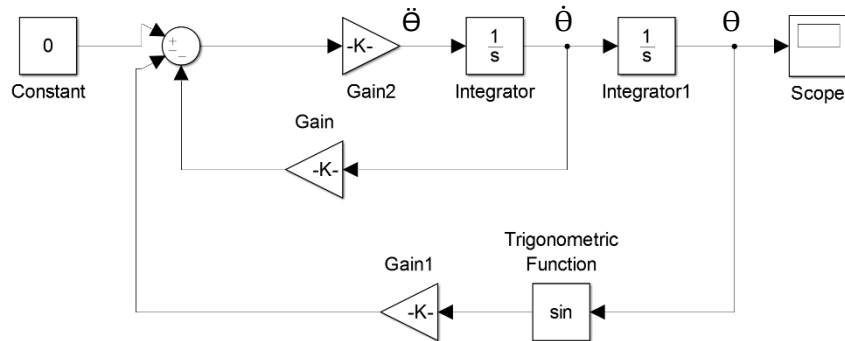 θ̈
θ̇
θ
0
-K-
1
s
1
s
Constant
Gain2
Integrator
Integrator1
Scope
Gain
-K-
Trigonometric
Function
Gain1
-K-
sin